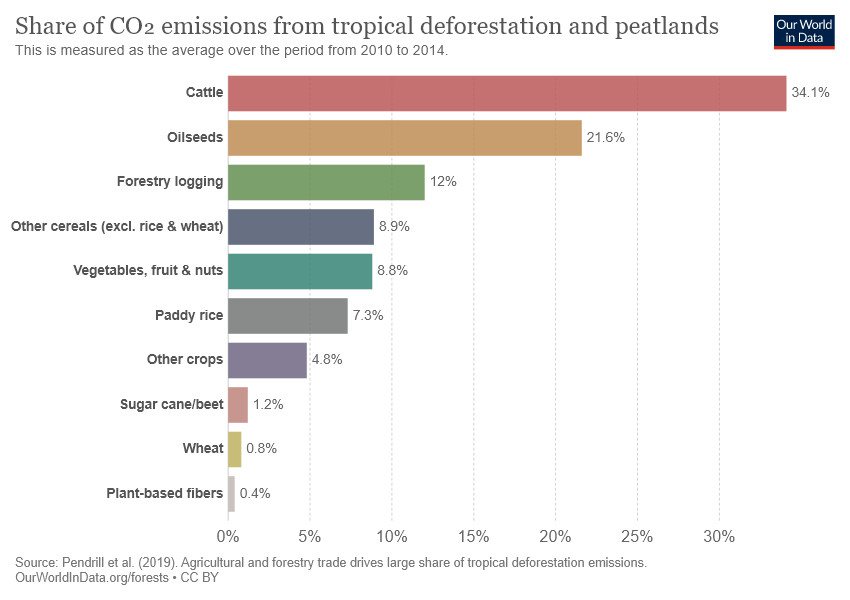 Share of CO₂ emissions from tropical deforestation and peatlands
This is measured as the average over the period from 2010 to 2014.
Our World
in Data
Cattle 34.1%
Oilseeds 21.6%
Forestry logging 12%
Other cereals (excl. rice & wheat) 8.9%
Vegetables, fruit & nuts 8.8%
Paddy rice 7.3%
Other crops 4.8%
Sugar cane/beet 1.2%
Wheat 0.8%
Plant-based fibers 0.4%
0% 5% 10% 15% 20% 25% 30%
Source: Pendrill et al. (2019). Agricultural and forestry trade drives large share of tropical deforestation emissions.
OurWorldInData.org/forests • CC BY